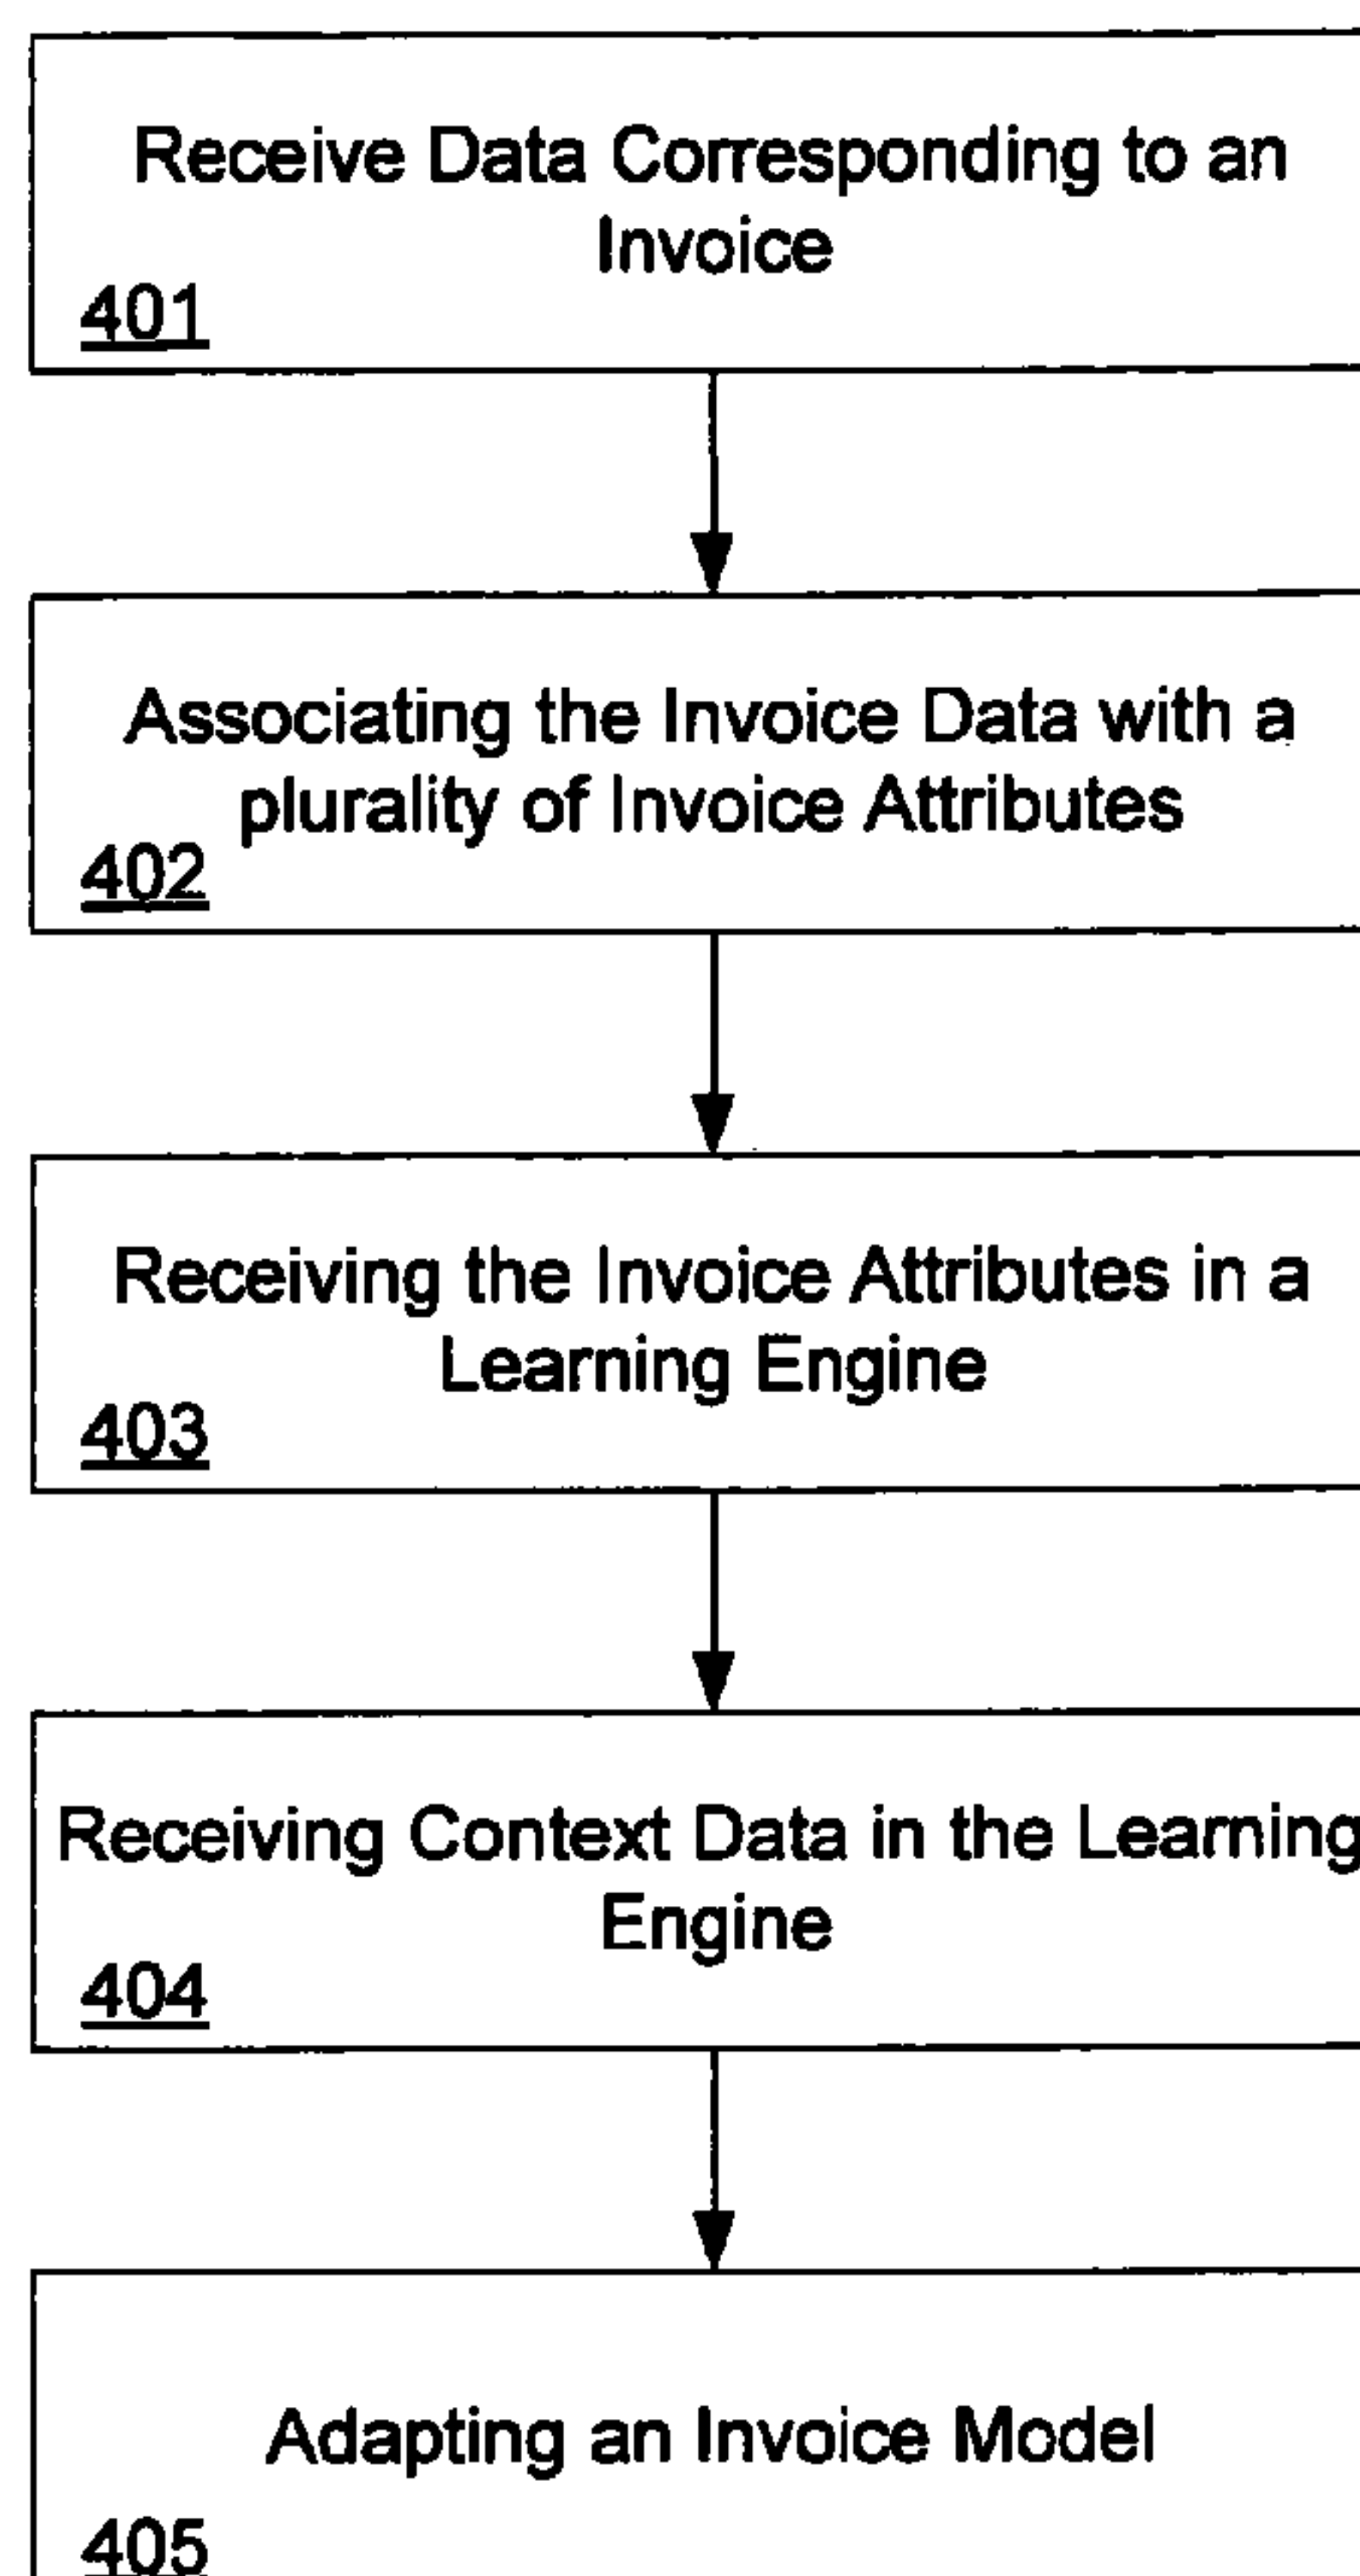 Receive Data Corresponding to an
Invoice
401
Associating the Invoice Data with a
plurality of Invoice Attributes
402
Receiving the Invoice Attributes in a
Learning Engine
403
Receiving Context Data in the Learning
Engine
404
Adapting an Invoice Model
405